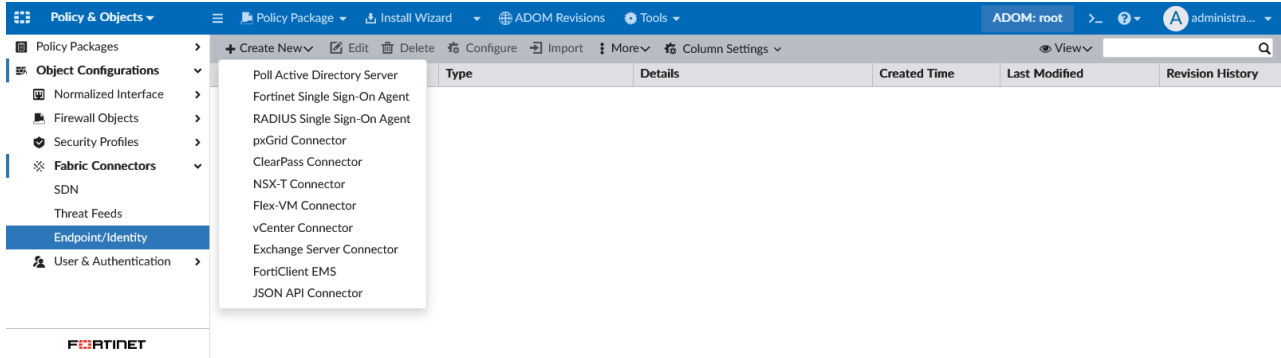 Policy & Objects Policy Package Install Wizard ADOM Revisions Tools ADOM: root >_ ? A administra...
Policy Packages + Create New Edit Delete Configure Import More Column Settings View
Object Configurations Type Details Created Time Last Modified Revision History
Normalized Interface
Firewall Objects
Security Profiles
Fabric Connectors
SDN
Threat Feeds
Endpoint/Identity
User & Authentication
Poll Active Directory Server
Fortinet Single Sign-On Agent
RADIUS Single Sign-On Agent
pxGrid Connector
ClearPass Connector
NSX-T Connector
Flex-VM Connector
vCenter Connector
Exchange Server Connector
FortiClient EMS
JSON API Connector
FORTINET